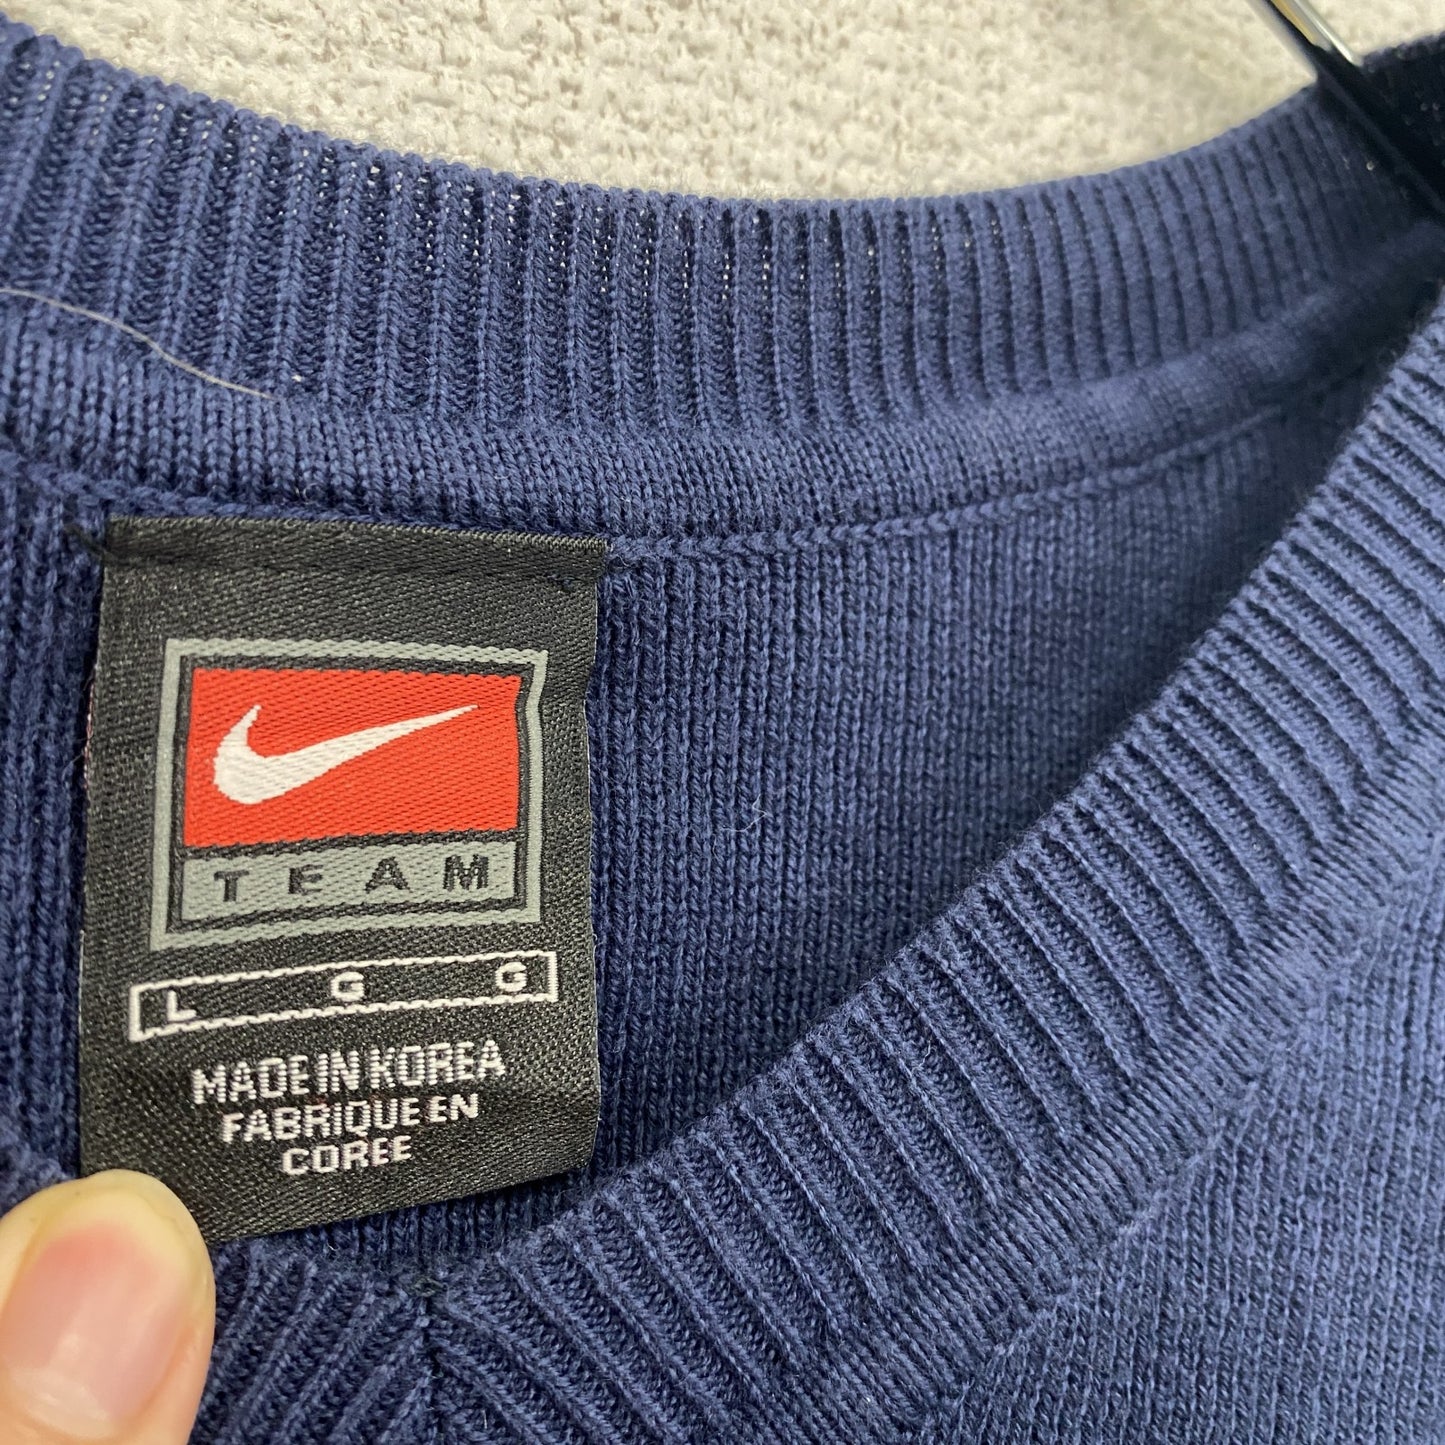 TEAM
L G G
MADE IN KOREA
FABRIQUE EN
COREE